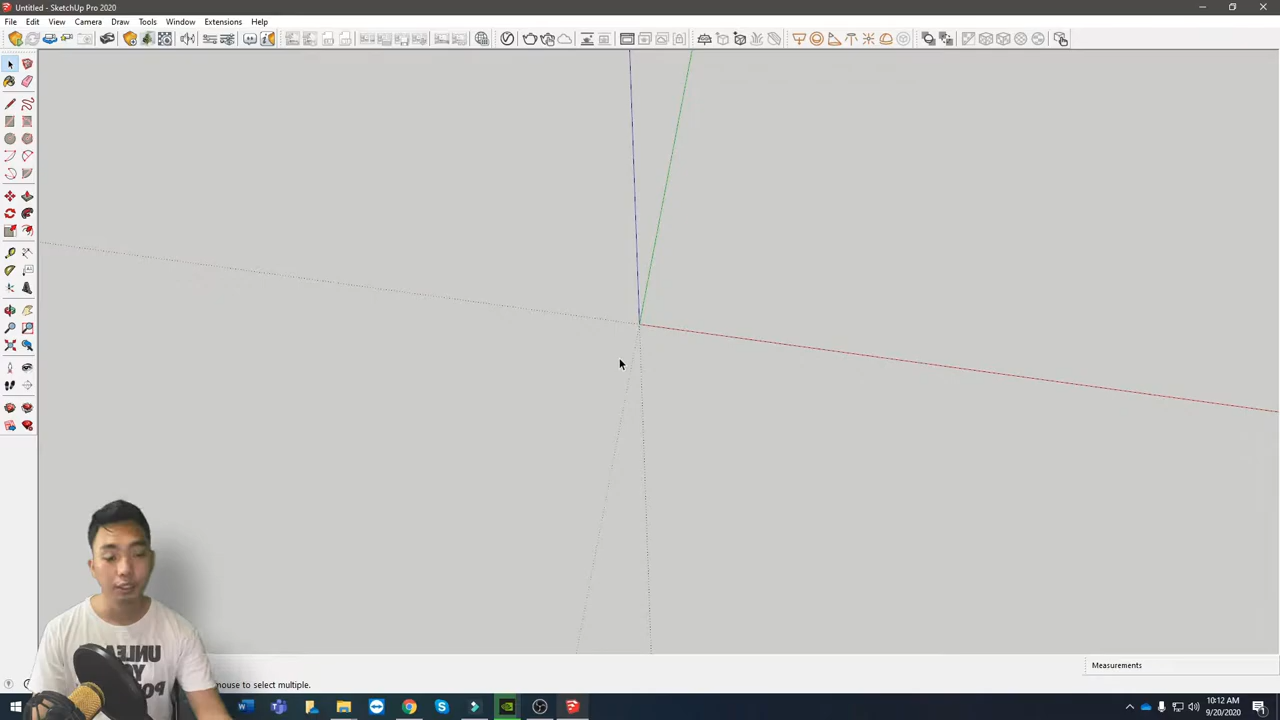 Untitled - SketchUp Pro 2020
File Edit View Camera Draw Tools Window Extensions Help
Measurements
mouse to select multiple.
10:12 AM
9/20/2020